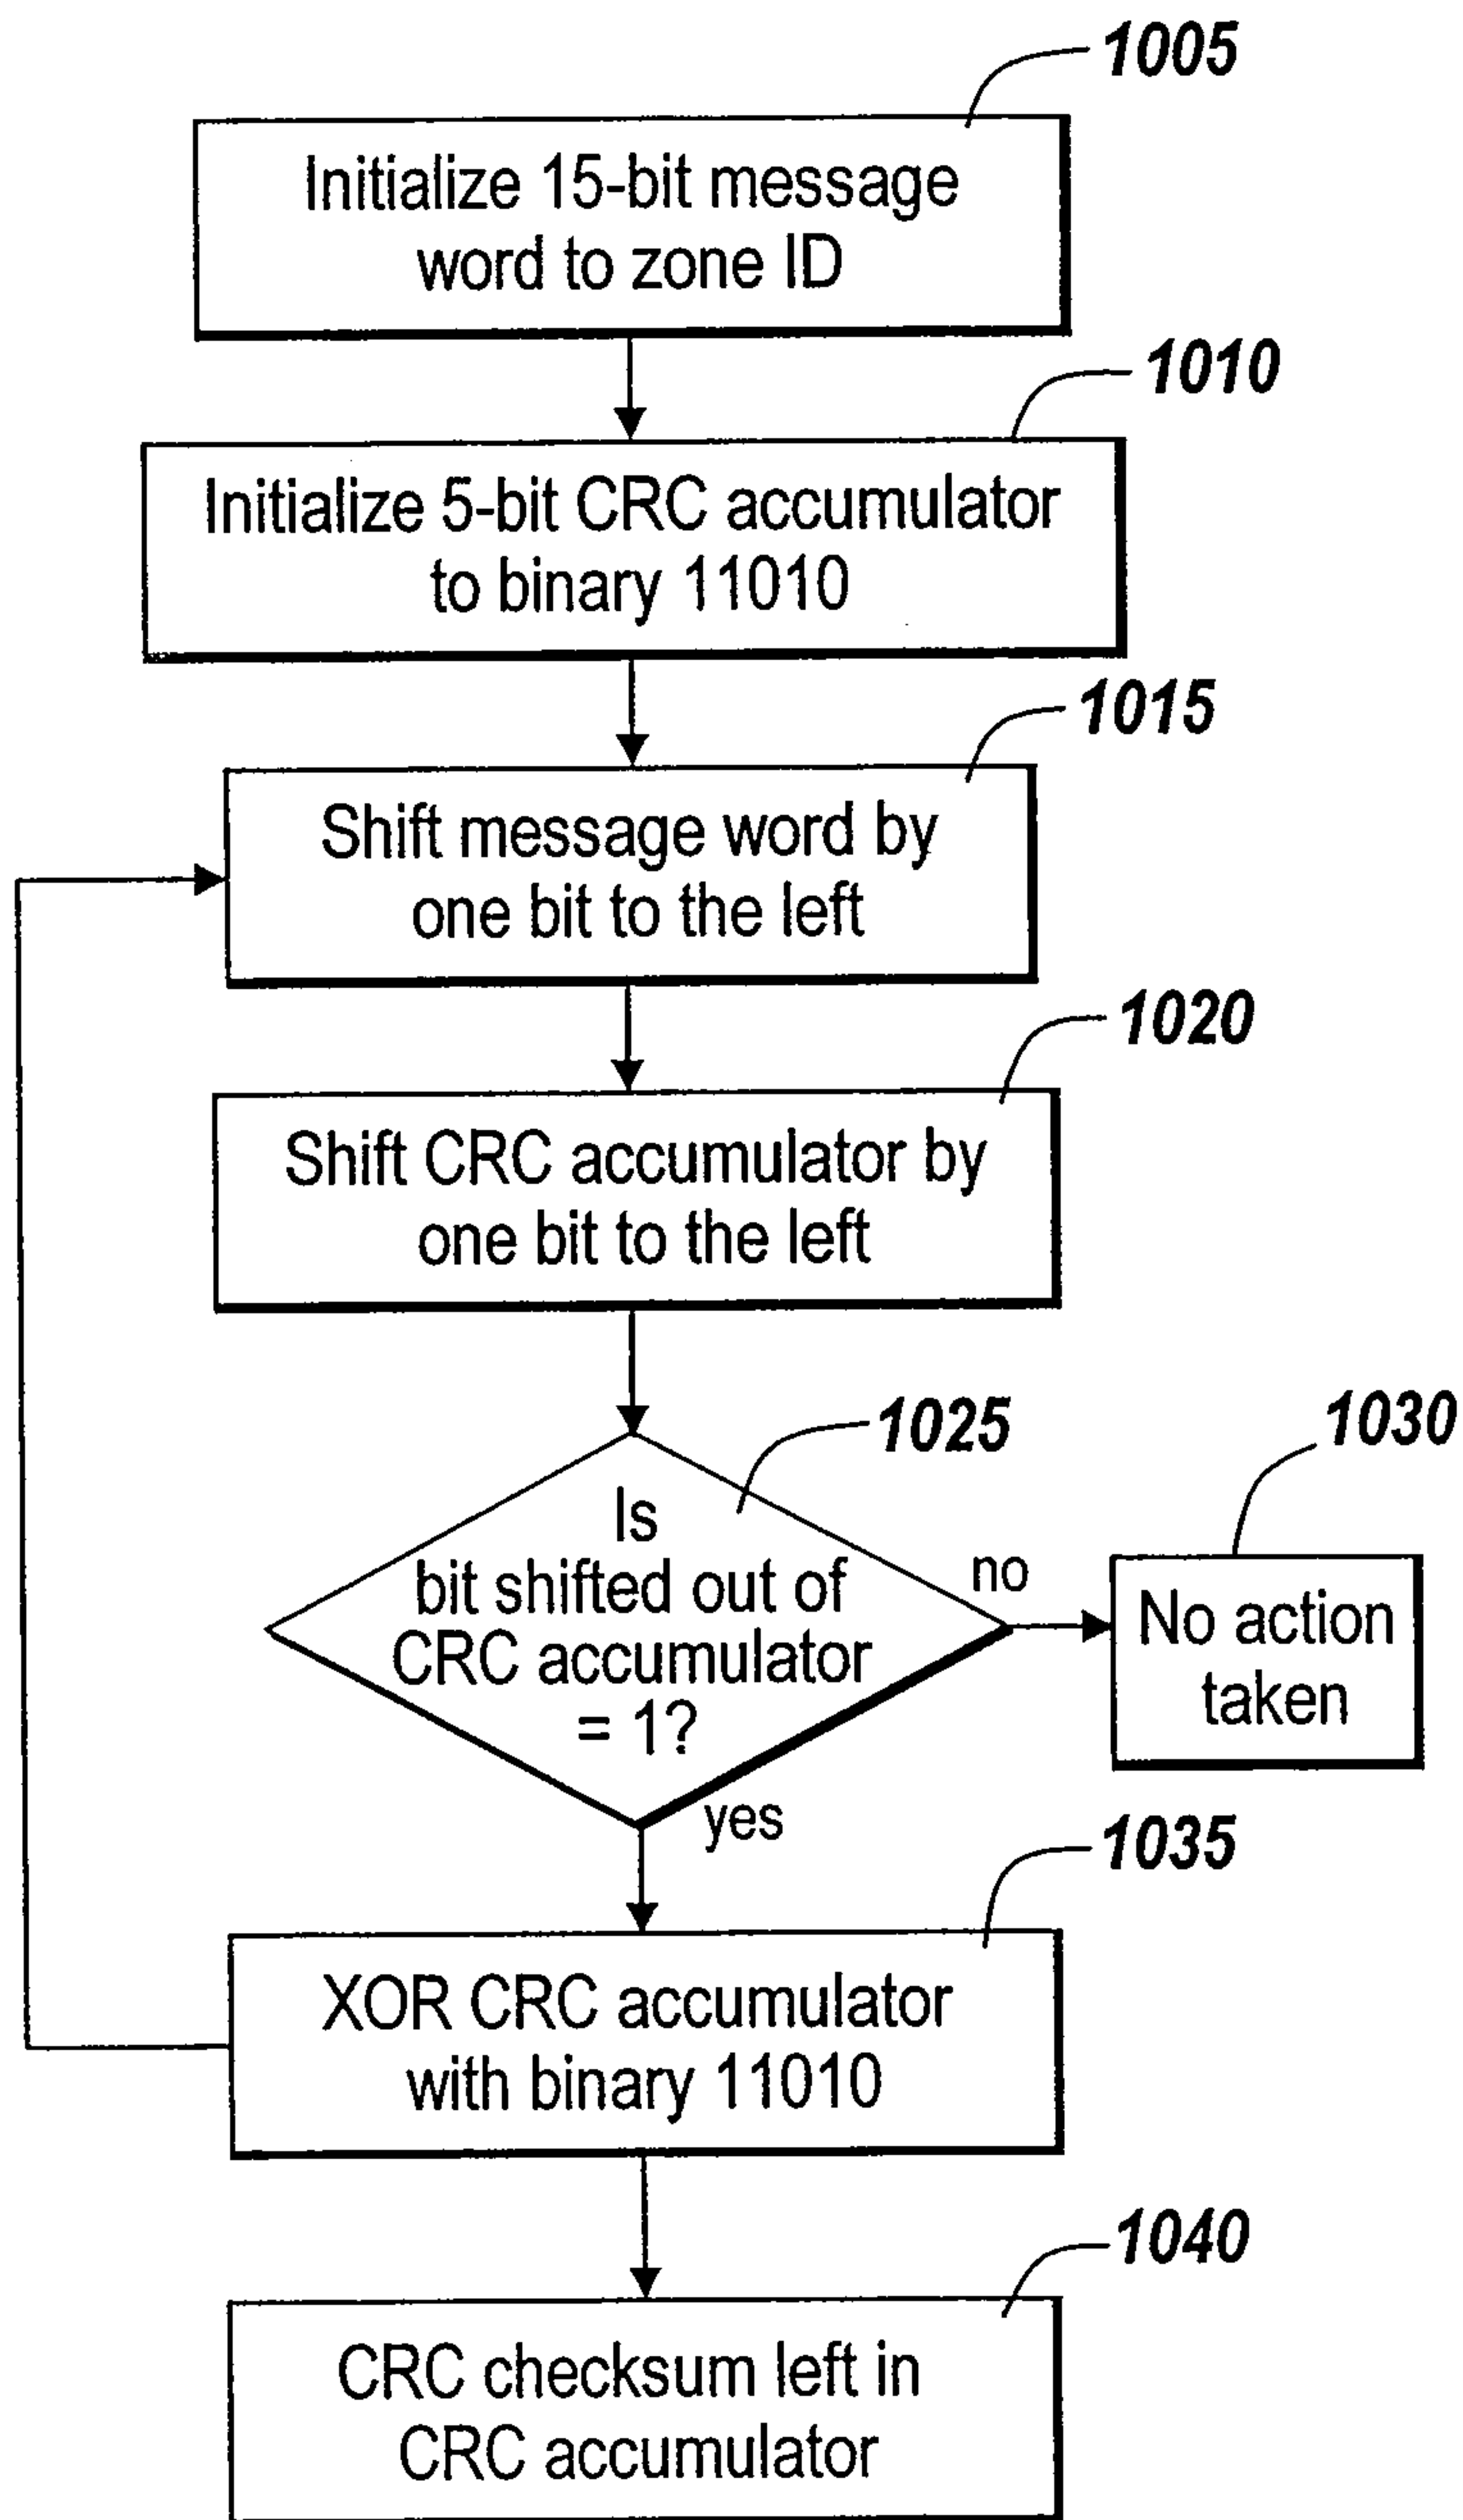 1005
Initialize 15-bit message
word to zone ID
1010
Initialize 5-bit CRC accumulator
to binary 11010
1015
Shift message word by
one bit to the left
1020
Shift CRC accumulator by
one bit to the left
1025
Is
bit shifted out of
CRC accumulator
= 1?
no
1030
No action
taken
yes
1035
XOR CRC accumulator
with binary 11010
1040
CRC checksum left in
CRC accumulator